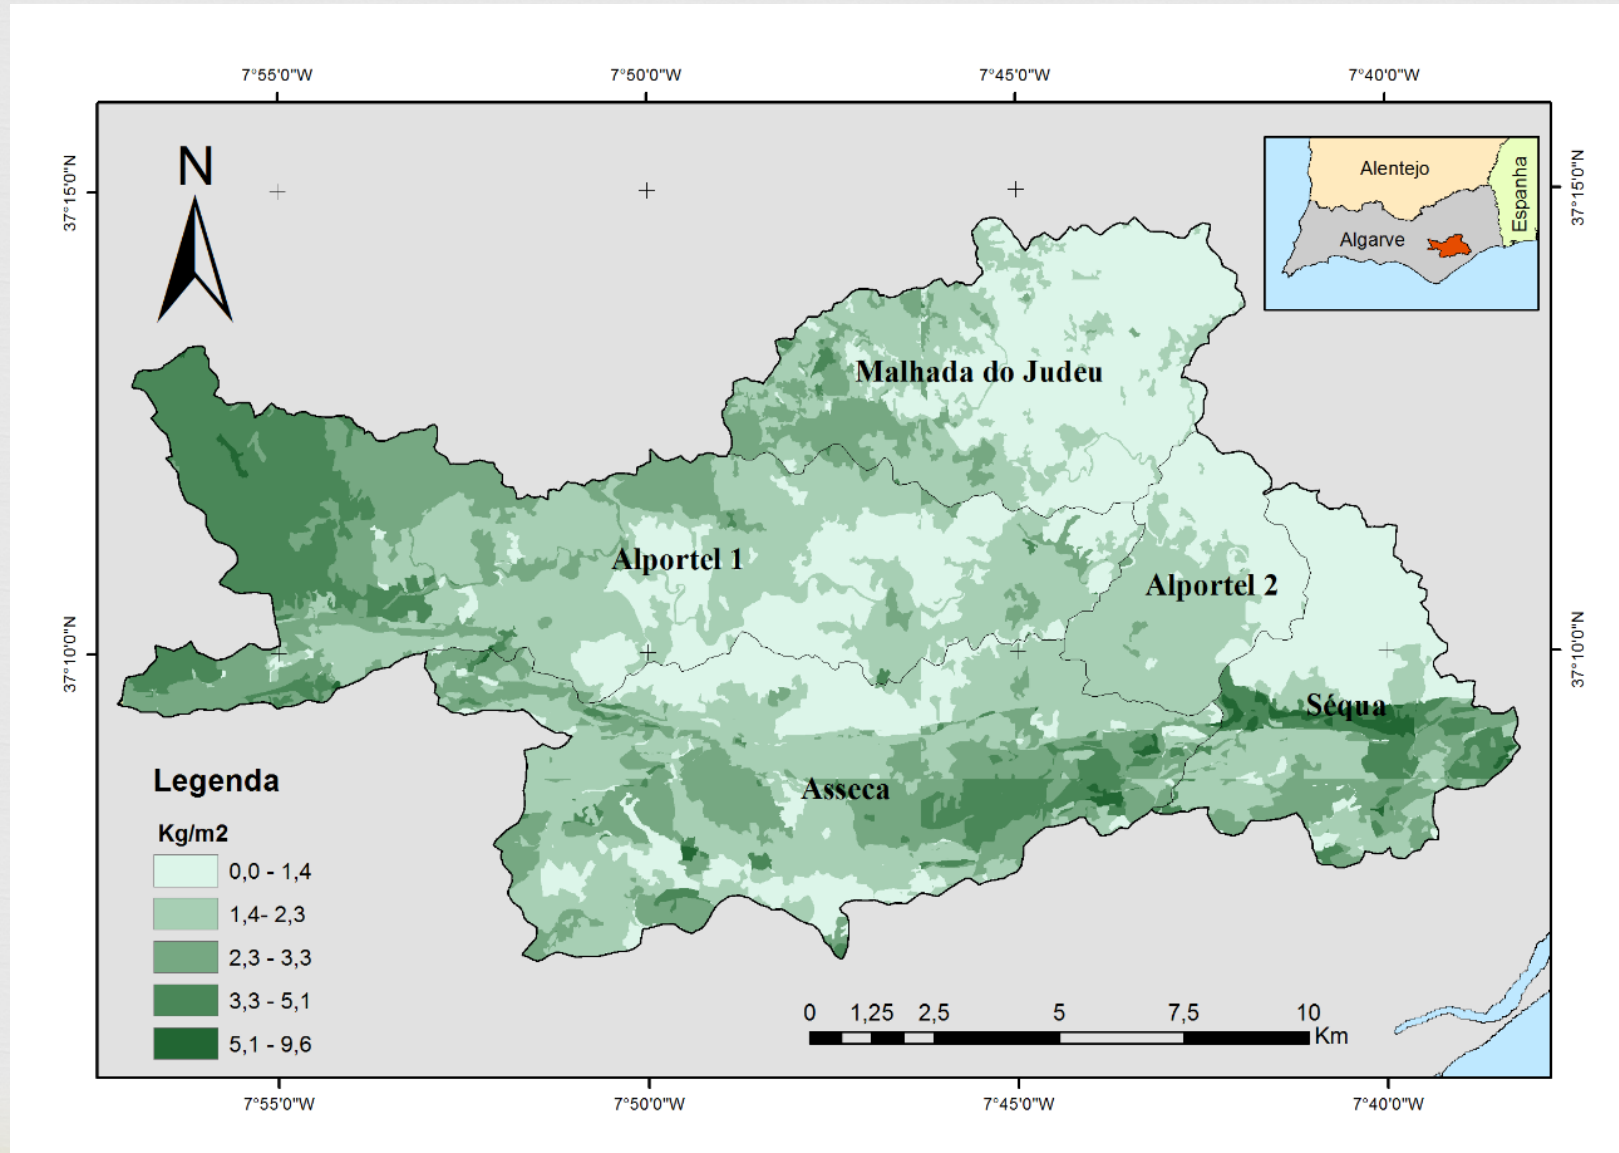 7°55'0"W
7°50'0"W
7°45'0"W
7°40'0"W
37°15'0"N
37°15'0"N
N
Alentejo
Espanha
Algarve
Malhada do Judeu
Alportel 1
Alportel 2
37°10'0"N
37°10'0"N
Séqua
Asseca
Legenda
Kg/m2
0,0 - 1,4
1,4- 2,3
2,3 - 3,3
3,3 - 5,1
5,1 - 9,6
0 1,25 2,5 5 7,5 10
Km
7°55'0"W
7°50'0"W
7°45'0"W
7°40'0"W